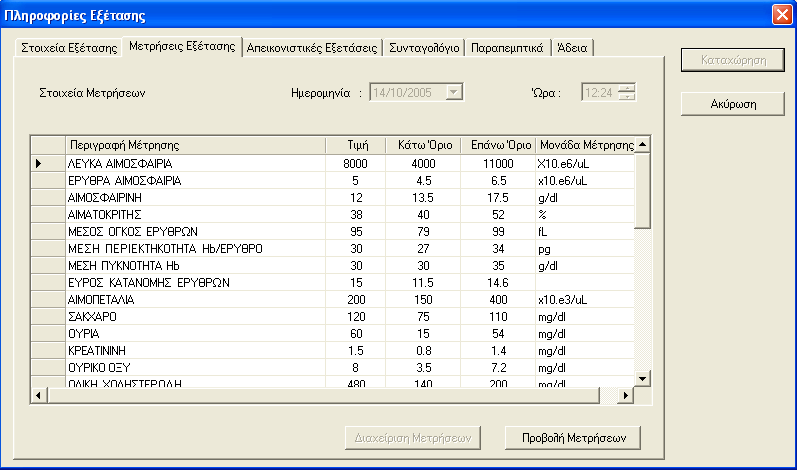 Πληροφορίες Εξέτασης
Στοιχεία Εξέτασης Μετρήσεις Εξέτασης Απεικονιστικές Εξετάσεις Συνταγολόγιο Παραπεμπτικά Άδεια
Καταχώρηση
Στοιχεία Μετρήσεων Ημερομηνία : 14/10/2005 Ώρα : 12:24
Ακύρωση
Περιγραφή Μέτρησης Τιμή Κάτω Όριο Επάνω Όριο Μονάδα Μέτρησης
ΛΕΥΚΑ ΑΙΜΟΣΦΑΙΡΙΑ 8000 4000 11000 X10.e6/uL
ΕΡΥΘΡΑ ΑΙΜΟΣΦΑΙΡΙΑ 5 4.5 6.5 x10.e6/uL
ΑΙΜΟΣΦΑΙΡΙΝΗ 12 13.5 17.5 g/dl
ΑΙΜΑΤΟΚΡΙΤΗΣ 38 40 52 %
ΜΕΣΟΣ ΟΓΚΟΣ ΕΡΥΘΡΩΝ 95 79 99 fL
ΜΕΣΗ ΠΕΡΙΕΚΤΗΚΟΤΗΤΑ Hb/ΕΡΥΘΡΟ 30 27 34 pg
ΜΕΣΗ ΠΥΚΝΟΤΗΤΑ Hb 30 30 35 g/dl
ΕΥΡΟΣ ΚΑΤΑΝΟΜΗΣ ΕΡΥΘΡΩΝ 15 11.5 14.6
ΑΙΜΟΠΕΤΑΛΙΑ 200 150 400 x10.e3/uL
ΣΑΚΧΑΡΟ 120 75 110 mg/dl
ΟΥΡΙΑ 60 15 54 mg/dl
ΚΡΕΑΤΙΝΙΝΗ 1.5 0.8 1.4 mg/dl
ΟΥΡΙΚΟ ΟΞΥ 8 3.5 7.2 mg/dl
ΟΛΙΚΗ ΧΟΛΗΣΤΕΡΟΛΗ 480 140 200 mg/dl
Διαχείριση Μετρήσεων Προβολή Μετρήσεων